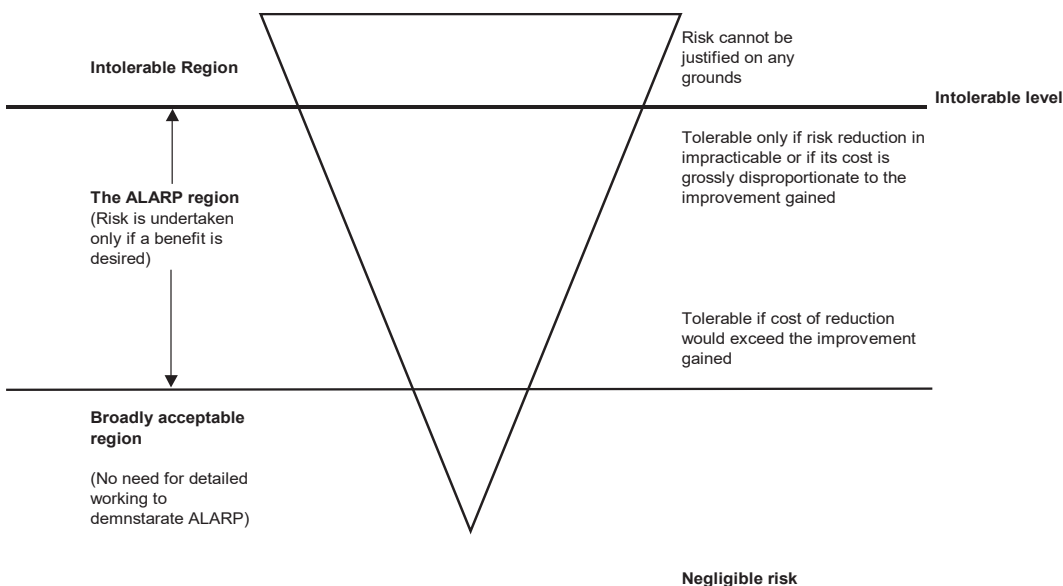 Risk cannot be
justified on any
grounds
Intolerable Region
Intolerable level
Tolerable only if risk reduction in
impracticable or if its cost is
grossly disproportionate to the
improvement gained
The ALARP region
(Risk is undertaken
only if a benefit is
desired)
Tolerable if cost of reduction
would exceed the improvement
gained
Broadly acceptable
region
(No need for detailed
working to
demnstarate ALARP)
Negligible risk